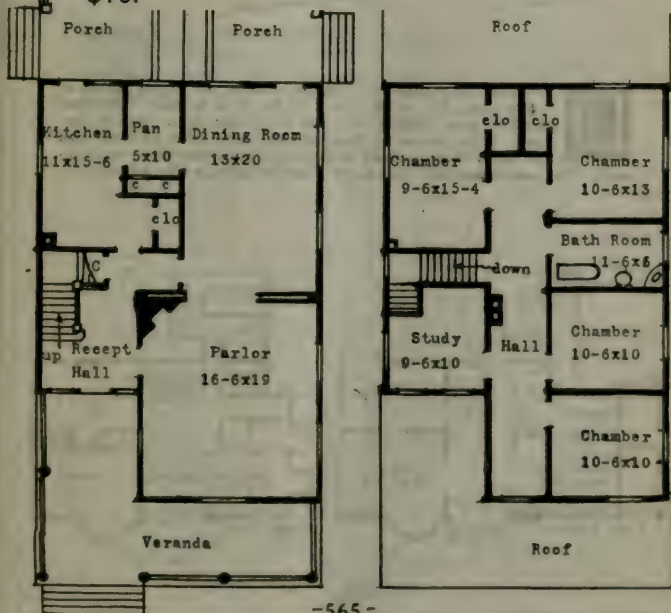 $75.
Porch
Porch
Kitchen
11x15-6
Pan
5x10
Dining Room
13x20
c c
clo
C
up
Recept
Hall
Parlor
16-6x19
Veranda
Roof
clo
clo
Chamber
9-6x15-4
Chamber
10-6x13
Bath Room
11-6x6
down
Study
9-6x10
Hall
Chamber
10-6x10
Chamber
10-6x10
Roof
-565-